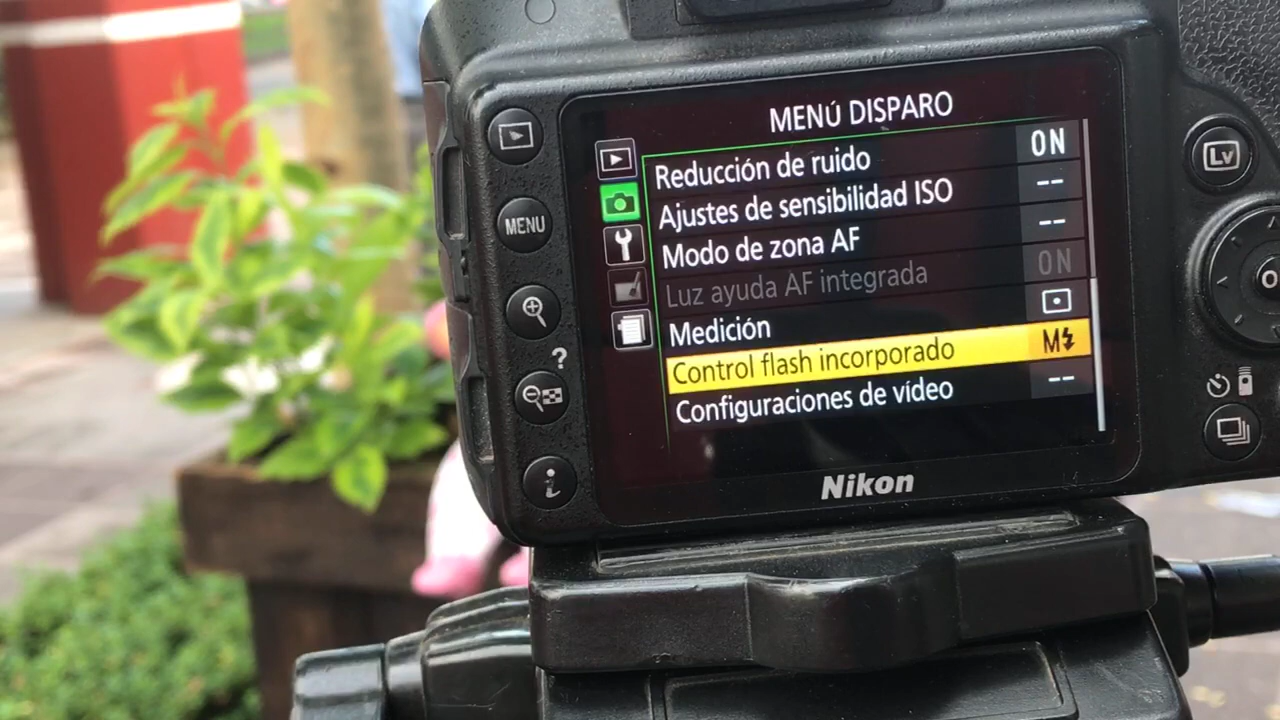 MENÚ DISPARO
Reducción de ruido ON
Ajustes de sensibilidad ISO --
Modo de zona AF --
Luz ayuda AF integrada ON
Medición
Control flash incorporado M
Configuraciones de vídeo --
MENU
?
i
Lv
Nikon